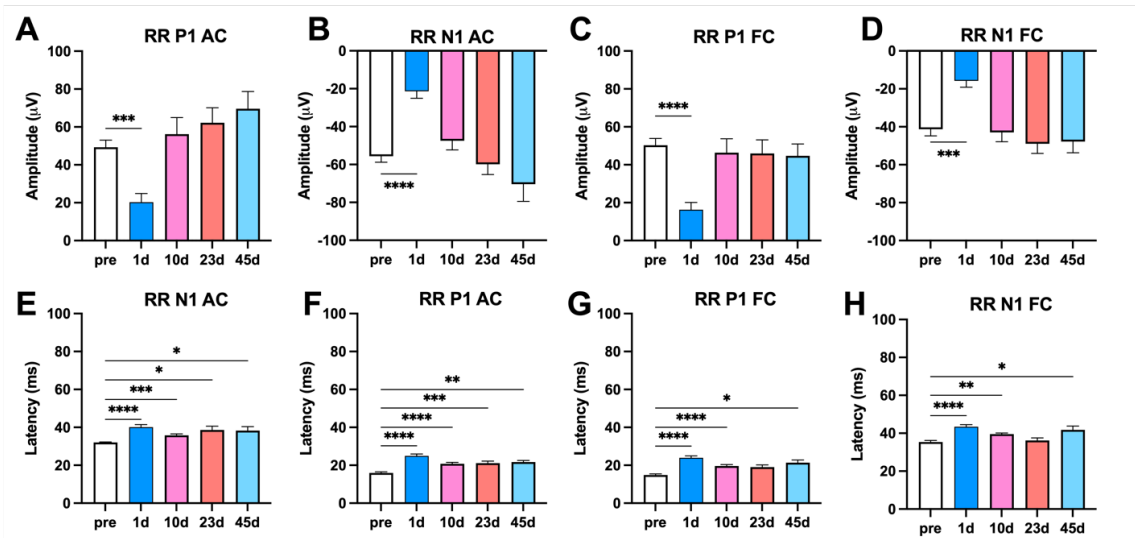 A
RR P1 AC
Amplitude (μV)
100
80
60
40
20
0
***
pre 1d 10d 23d 45d
B
RR N1 AC
Amplitude (μV)
0
-20
-40
-60
-80
-100
****
pre 1d 10d 23d 45d
C
RR P1 FC
Amplitude (μV)
100
80
60
40
20
0
****
pre 1d 10d 23d 45d
D
RR N1 FC
Amplitude (μV)
0
-20
-40
-60
-80
-100
***
pre 1d 10d 23d 45d
E
RR N1 AC
Latency (ms)
100
80
60
40
20
0
*
*
***
****
pre 1d 10d 23d 45d
F
RR P1 AC
Latency (ms)
100
80
60
40
20
0
**
***
****
****
pre 1d 10d 23d 45d
G
RR P1 FC
Latency (ms)
100
80
60
40
20
0
*
****
****
pre 1d 10d 23d 45d
H
RR N1 FC
Latency (ms)
100
80
60
40
20
0
*
**
****
pre 1d 10d 23d 45d